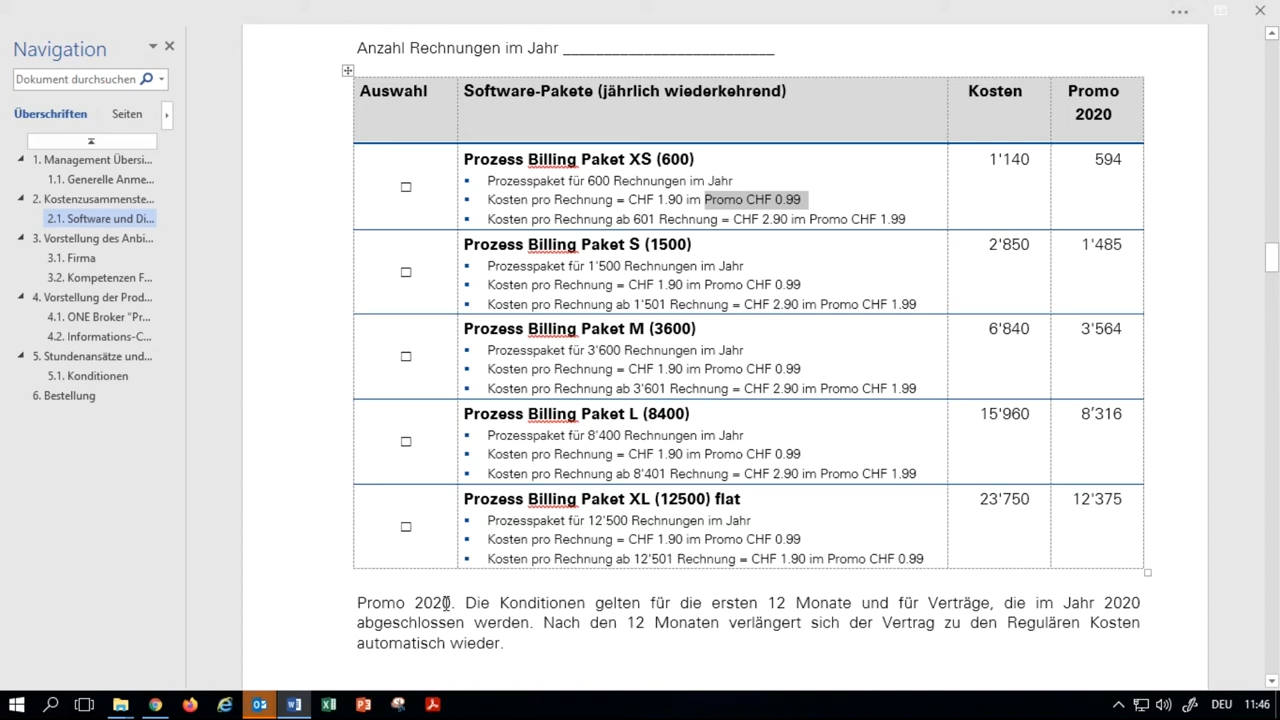 Navigation
Dokument durchsuchen
Überschriften Seiten
1. Management Übersi...
1.1. Generelle Anme...
2. Kostenzusammenste...
2.1. Software und Di...
3. Vorstellung des Anbi...
3.1. Firma
3.2. Kompetenzen F...
4. Vorstellung der Prod...
4.1. ONE Broker "Pr...
4.2. Informations-C...
5. Stundenansätze und...
5.1. Konditionen
6. Bestellung
Anzahl Rechnungen im Jahr __________________________
Auswahl Software-Pakete (jährlich wiederkehrend) Kosten Promo
2020
Prozess Billing Paket XS (600) 1'140 594
Prozesspaket für 600 Rechnungen im Jahr
Kosten pro Rechnung = CHF 1.90 im Promo CHF 0.99
Kosten pro Rechnung ab 601 Rechnung = CHF 2.90 im Promo CHF 1.99
Prozess Billing Paket S (1500) 2'850 1'485
Prozesspaket für 1'500 Rechnungen im Jahr
Kosten pro Rechnung = CHF 1.90 im Promo CHF 0.99
Kosten pro Rechnung ab 1'501 Rechnung = CHF 2.90 im Promo CHF 1.99
Prozess Billing Paket M (3600) 6'840 3'564
Prozesspaket für 3'600 Rechnungen im Jahr
Kosten pro Rechnung = CHF 1.90 im Promo CHF 0.99
Kosten pro Rechnung ab 3'601 Rechnung = CHF 2.90 im Promo CHF 1.99
Prozess Billing Paket L (8400) 15'960 8’316
Prozesspaket für 8'400 Rechnungen im Jahr
Kosten pro Rechnung = CHF 1.90 im Promo CHF 0.99
Kosten pro Rechnung ab 8'401 Rechnung = CHF 2.90 im Promo CHF 1.99
Prozess Billing Paket XL (12500) flat 23'750 12'375
Prozesspaket für 12'500 Rechnungen im Jahr
Kosten pro Rechnung = CHF 1.90 im Promo CHF 0.99
Kosten pro Rechnung ab 12'501 Rechnung = CHF 1.90 im Promo CHF 0.99
Promo 2020. Die Konditionen gelten für die ersten 12 Monate und für Verträge, die im Jahr 2020
abgeschlossen werden. Nach den 12 Monaten verlängert sich der Vertrag zu den Regulären Kosten
automatisch wieder.
DEU 11:46